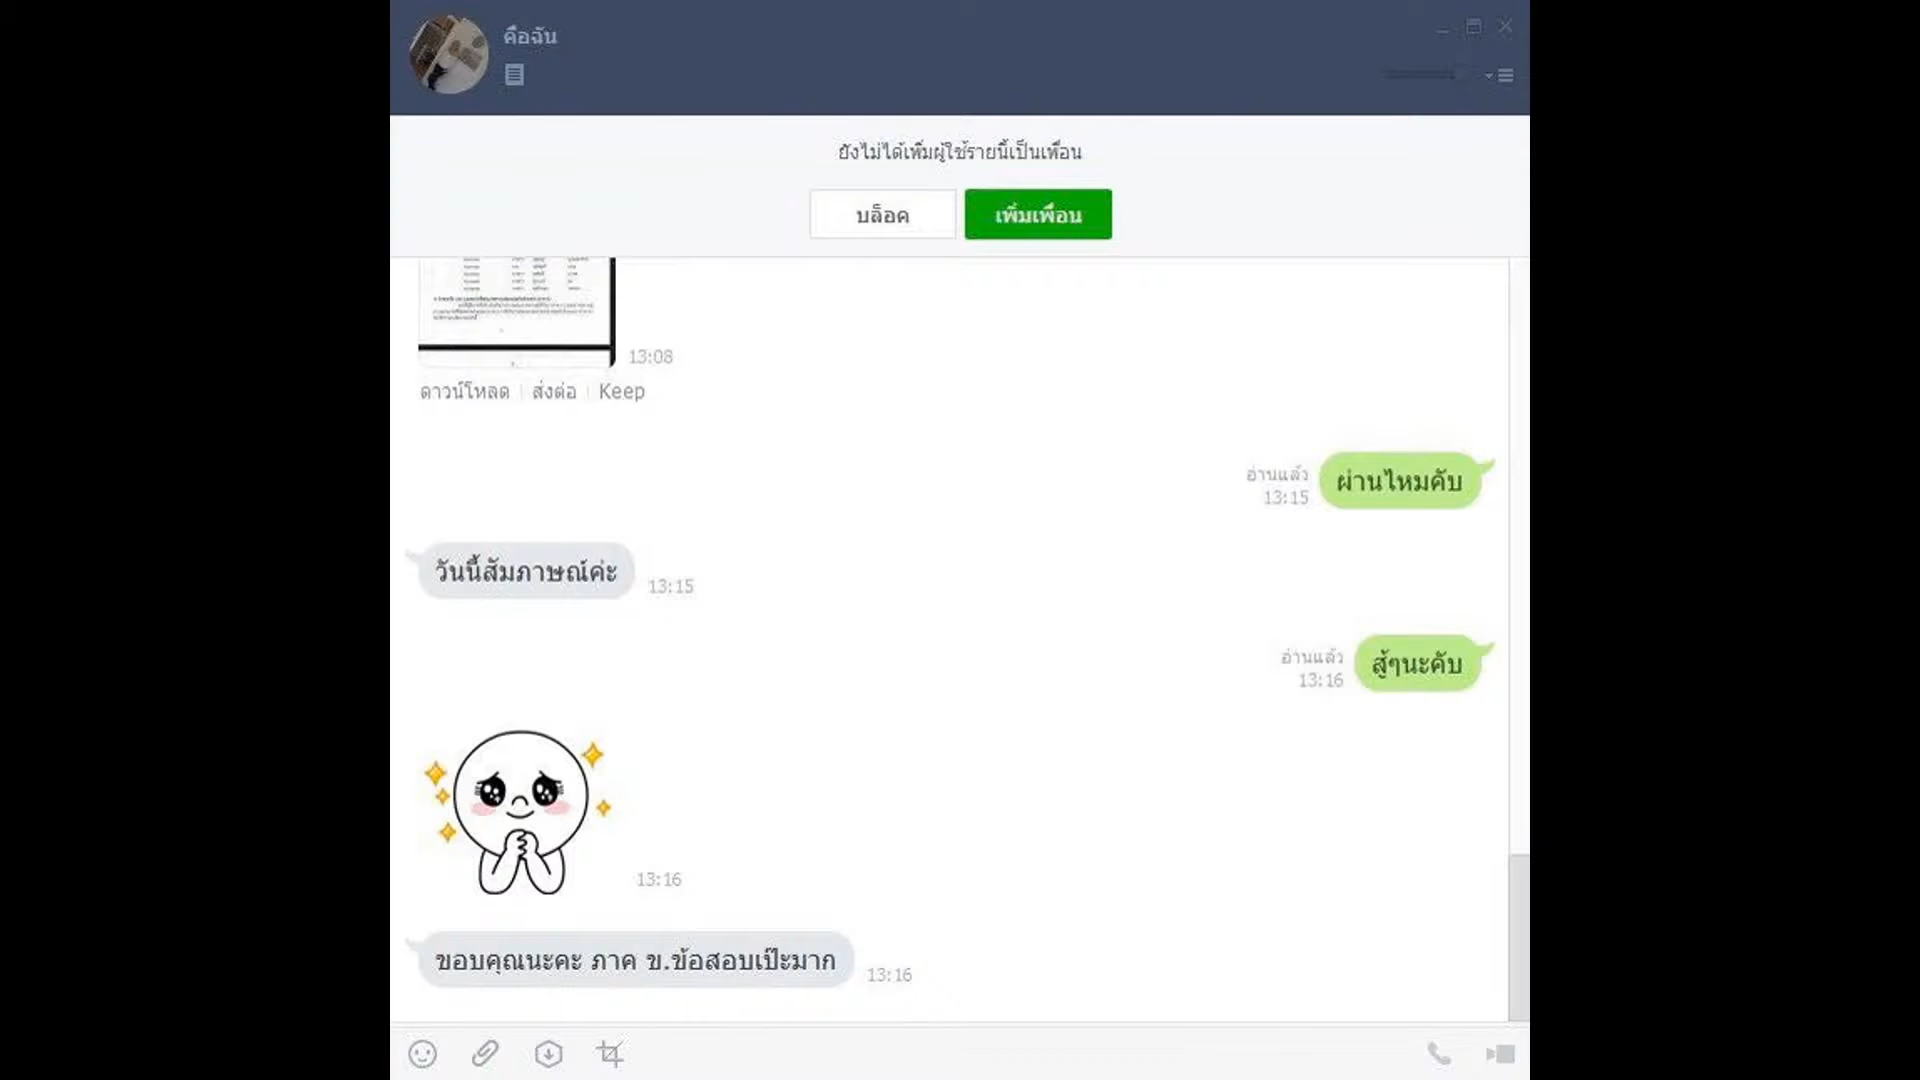 คือฉัน
ยังไม่ได้เพิ่มผู้ใช้รายนี้เป็นเพื่อน
บล็อค
เพิ่มเพื่อน
13:08
ดาวน์โหลด | ส่งต่อ | Keep
อ่านแล้ว
13:15
ผ่านไหมคับ
วันนี้สัมภาษณ์ค่ะ
13:15
อ่านแล้ว
13:16
สู้ๆนะคับ
13:16
ขอบคุณนะคะ ภาค ข.ข้อสอบเป๊ะมาก
13:16